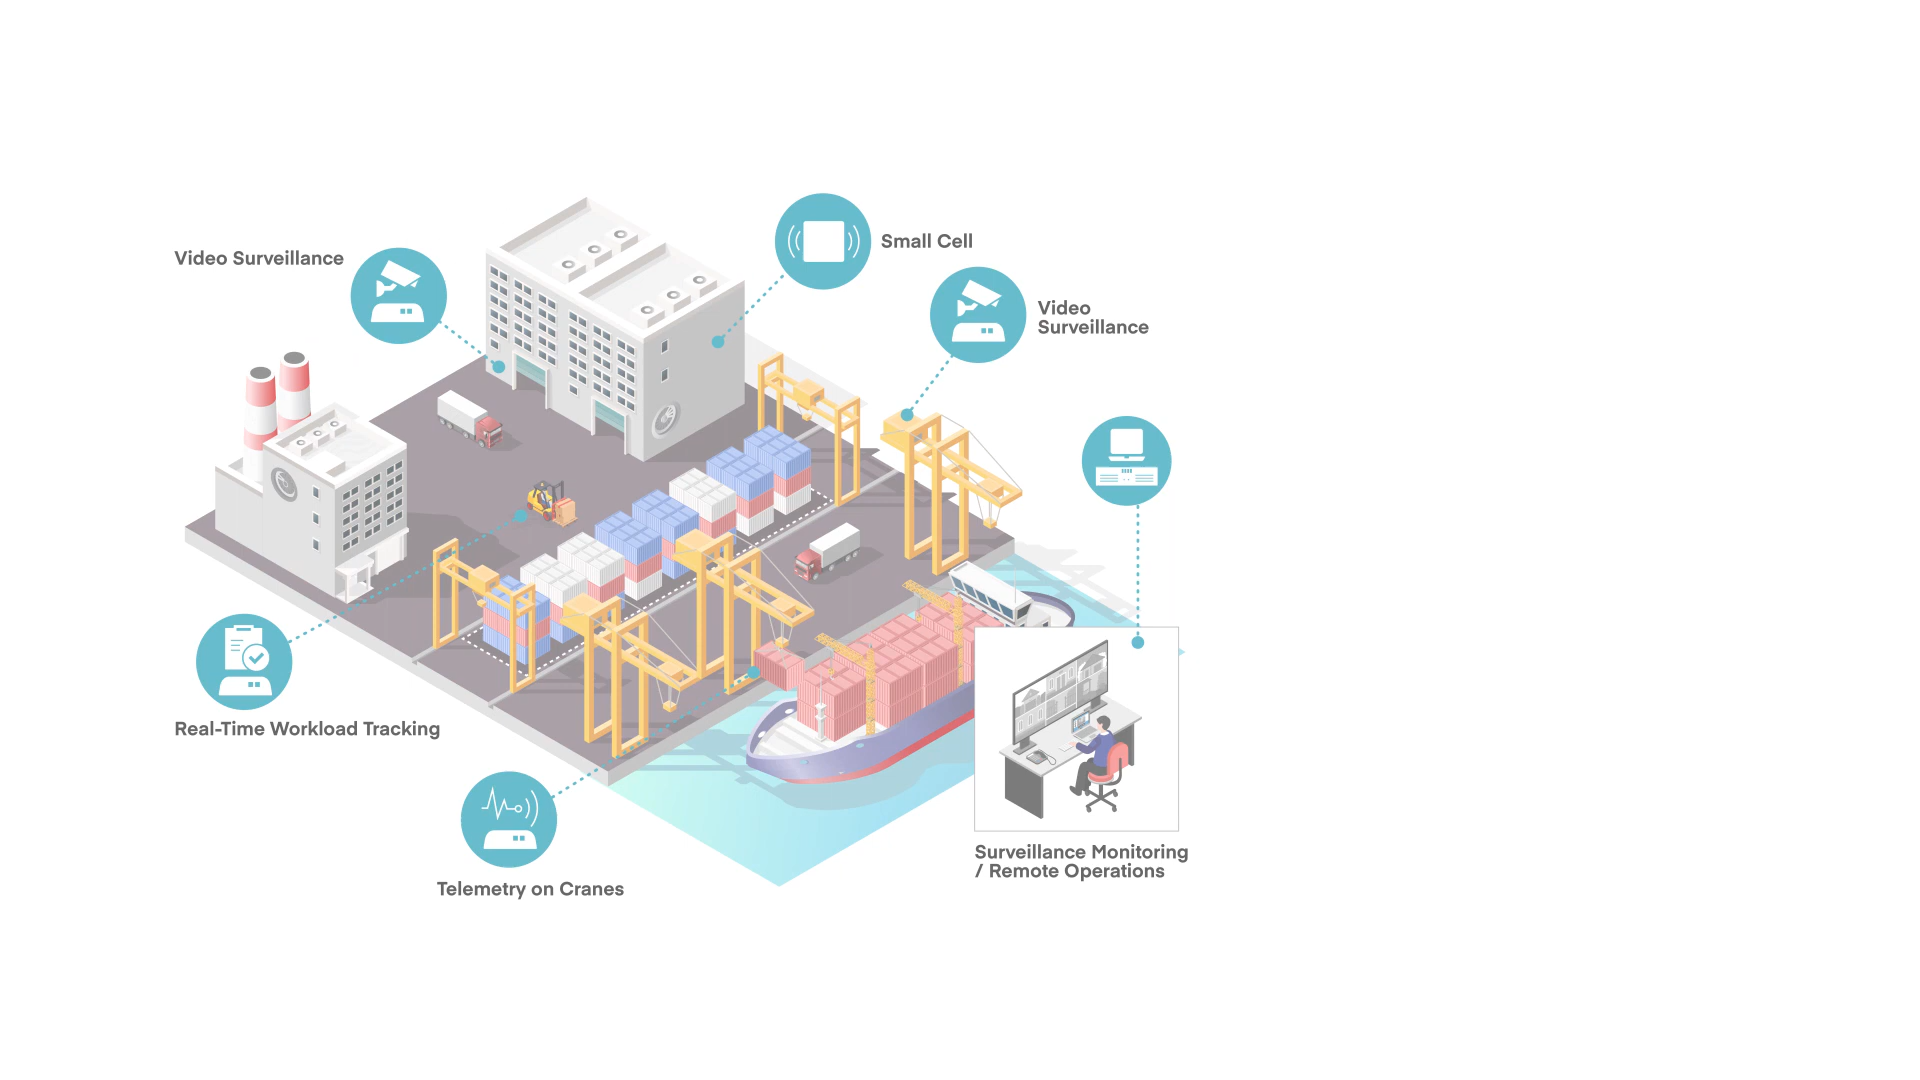 Video Surveillance
Small Cell
Video
Surveillance
Real-Time Workload Tracking
Telemetry on Cranes
Surveillance Monitoring
/ Remote Operations